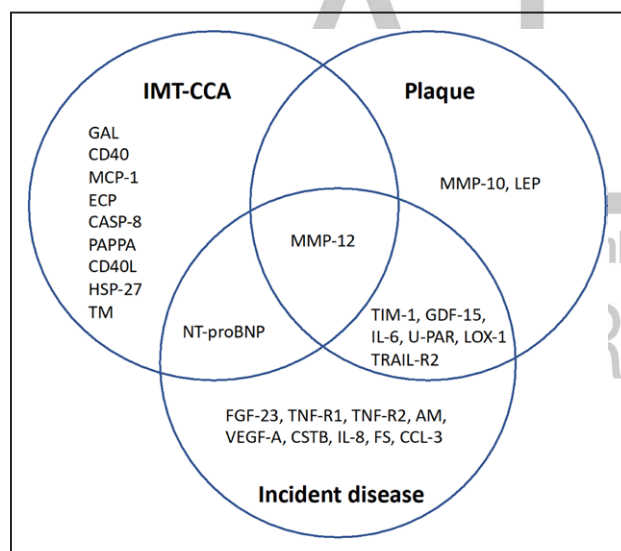 IMT-CCA
Plaque
GAL
CD40
MCP-1
ECP
CASP-8
PAPPA
CD40L
HSP-27
TM
MMP-10, LEP
MMP-12
NT-proBNP
TIM-1, GDF-15,
IL-6, U-PAR, LOX-1
TRAIL-R2
FGF-23, TNF-R1, TNF-R2, AM,
VEGF-A, CSTB, IL-8, FS, CCL-3
Incident disease